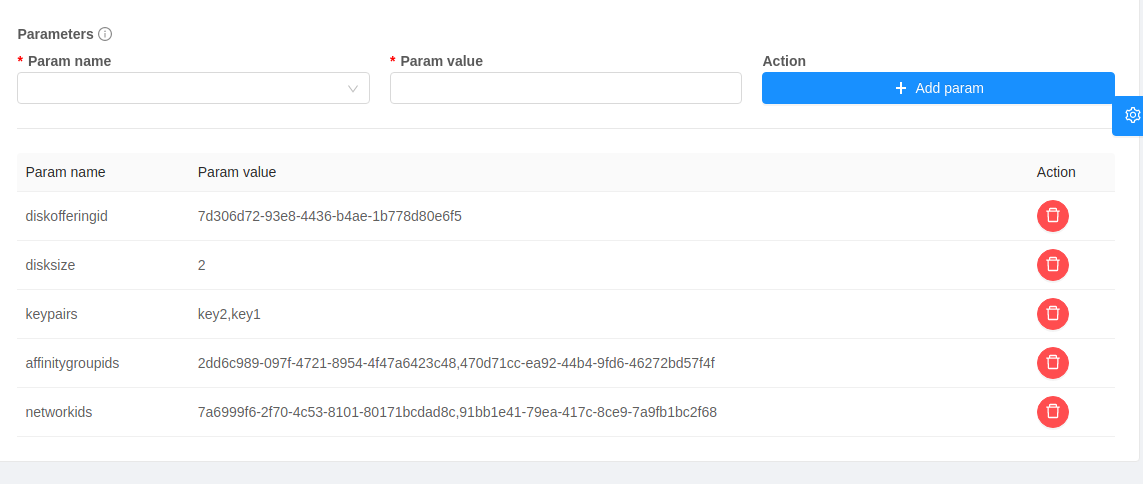 Parameters
* Param name * Param value Action
+ Add param
Param name Param value Action
diskofferingid 7d306d72-93e8-4436-b4ae-1b778d80e6f5
disksize 2
keypairs key2,key1
affinitygroupids 2dd6c989-097f-4721-8954-4f47a6423c48,470d71cc-ea92-44b4-9fd6-46272bd57f4f
networkids 7a6999f6-2f70-4c53-8101-80171bcdad8c,91bb1e41-79ea-417c-8ce9-7a9fb1bc2f68